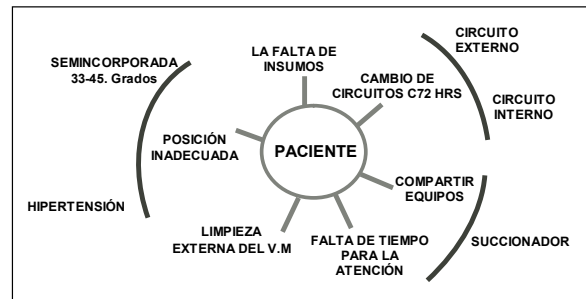 SEMINCORPORADA
33-45. Grados
LA FALTA DE
INSUMOS
CIRCUITO
EXTERNO
CAMBIO DE
CIRCUITOS C72 HRS
CIRCUITO
INTERNO
POSICIÓN
INADECUADA
PACIENTE
COMPARTIR
EQUIPOS
HIPERTENSIÓN
LIMPIEZA
EXTERNA DEL V.M
FALTA DE TIEMPO
PARA LA
ATENCIÓN
SUCCIONADOR